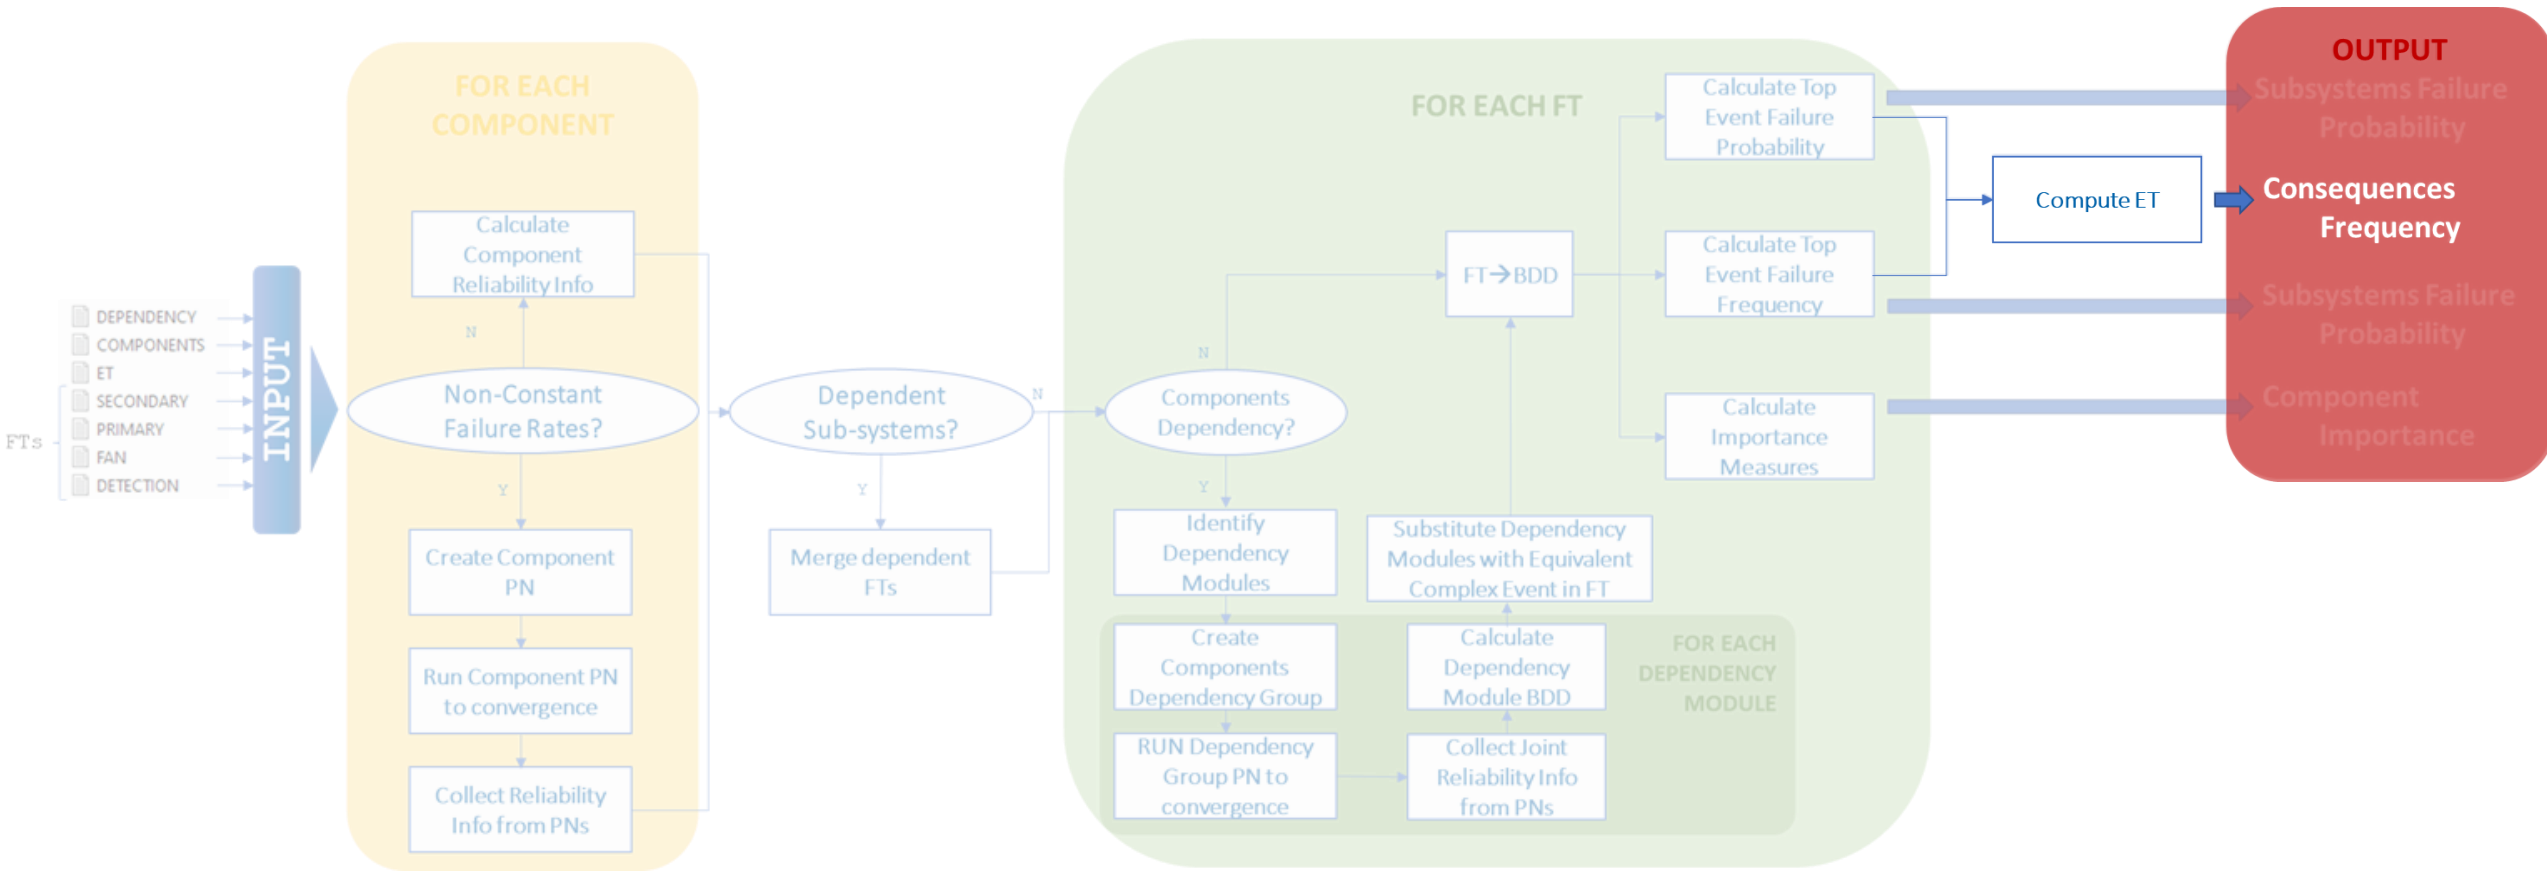 FTs
DEPENDENCY
COMPONENTS
ET
SECONDARY
PRIMARY
FAN
DETECTION
INPUT
FOR EACH
COMPONENT
Calculate
Component
Reliability Info
N
Non-Constant
Failure Rates?
Y
Create Component
PN
Run Component PN
to convergence
Collect Reliability
Info from PNs
Dependent
Sub-systems?
N
Y
Merge dependent
FTs
FOR EACH FT
Components
Dependency?
N
Y
Identify
Dependency
Modules
Create
Components
Dependency Group
RUN Dependency
Group PN to
convergence
Collect Joint
Reliability Info
from PNs
Calculate
Dependency
Module BDD
FOR EACH
DEPENDENCY
MODULE
Substitute Dependency
Modules with Equivalent
Complex Event in FT
FT→BDD
Calculate Top
Event Failure
Probability
Calculate Top
Event Failure
Frequency
Calculate
Importance
Measures
Compute ET
OUTPUT
Subsystems Failure
Probability
Consequences
Frequency
Subsystems Failure
Probability
Component
Importance